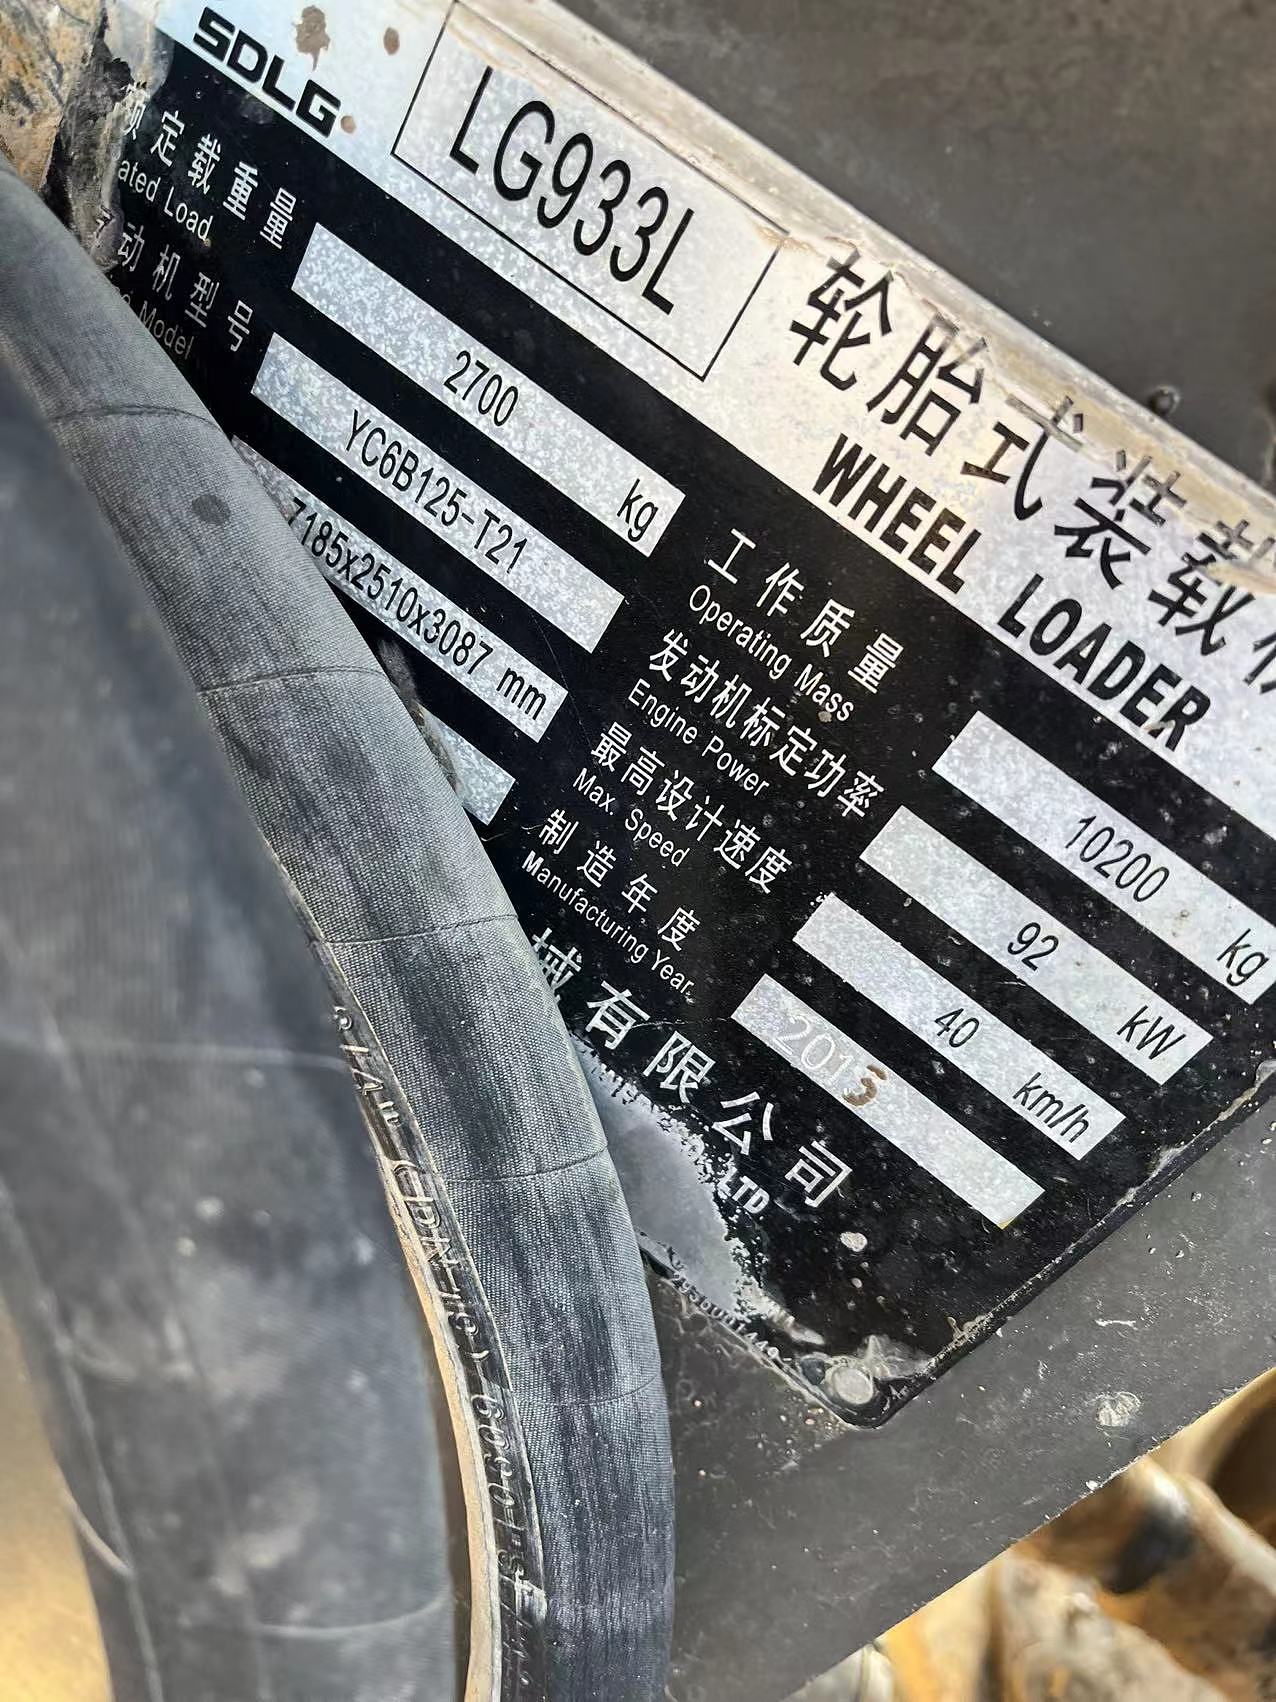 SDLG
LG933L
轮胎式装载
WHEEL LOADER
额定载重量
ated Load
2700 kg
动机型号
Model
YC6B125-T21
7185x2510x3087 mm
工作质量
Operating Mass
10200 kg
发动机标定功率
Engine Power
92 kW
最高设计速度
Max. Speed
40 km/h
制造年度
Manufacturing Year
2013
械有限公司
LTD